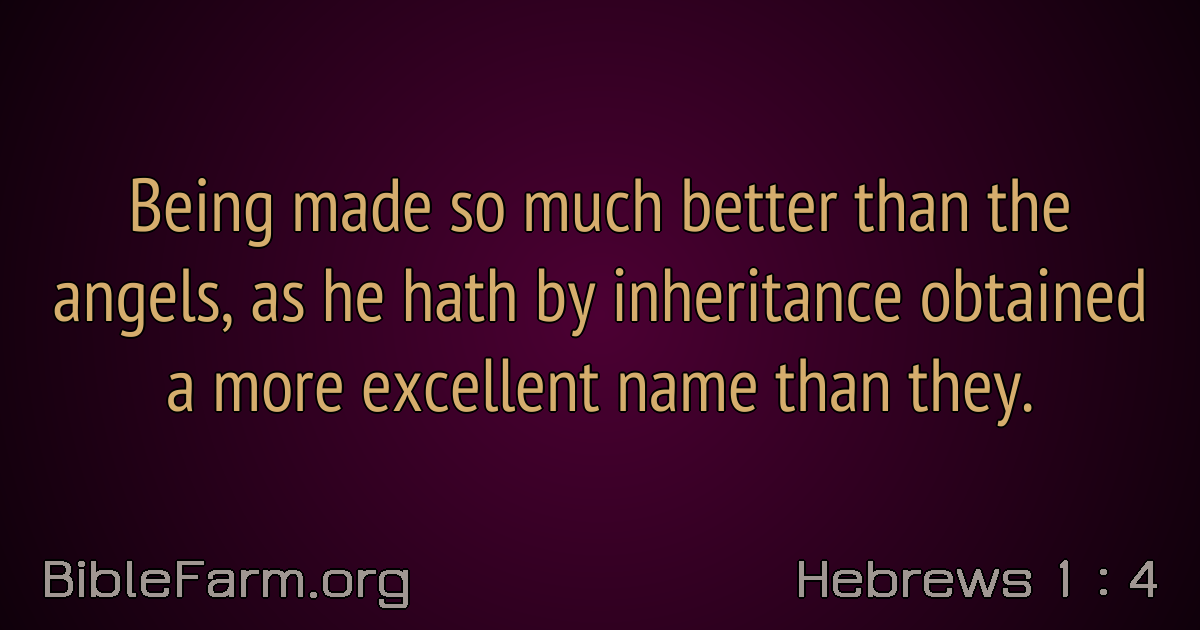 Being made so much better than the
angels, as he hath by inheritance obtained
a more excellent name than they.
BibleFarm.org
Hebrews 1 : 4